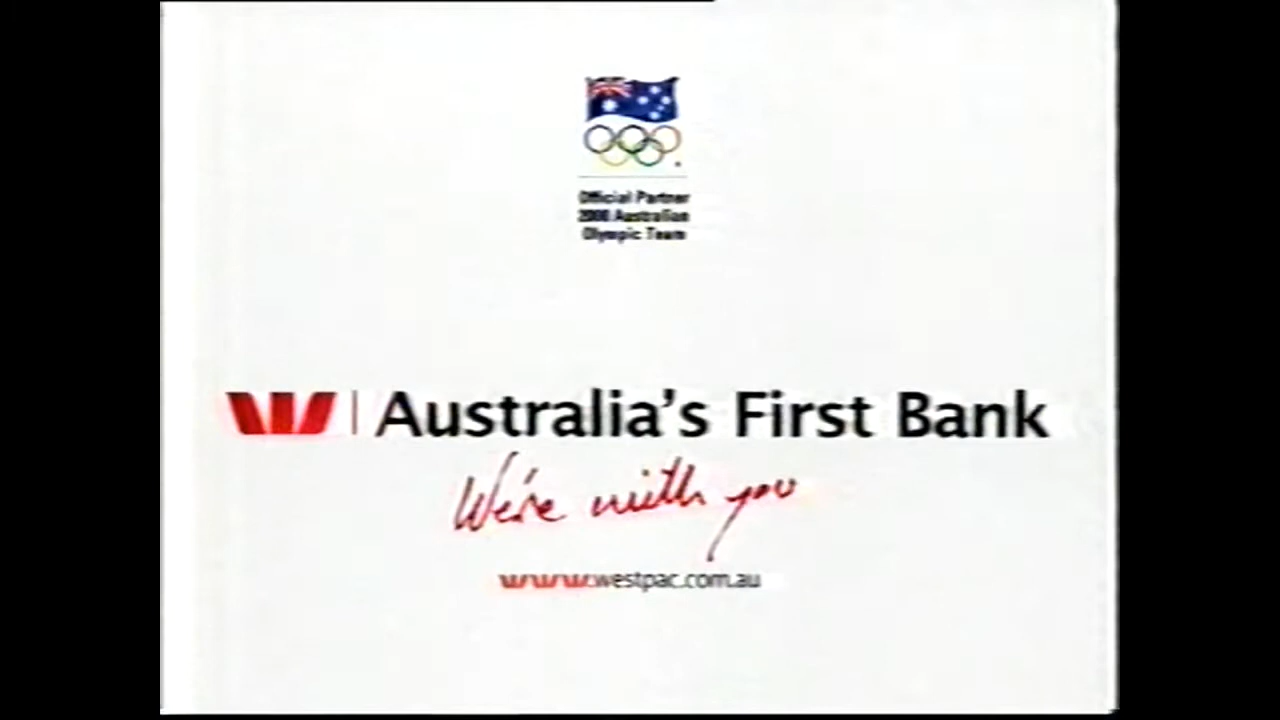 Official Partner
2000 Australian
Olympic Team
Australia's First Bank
We're with you
www.westpac.com.au